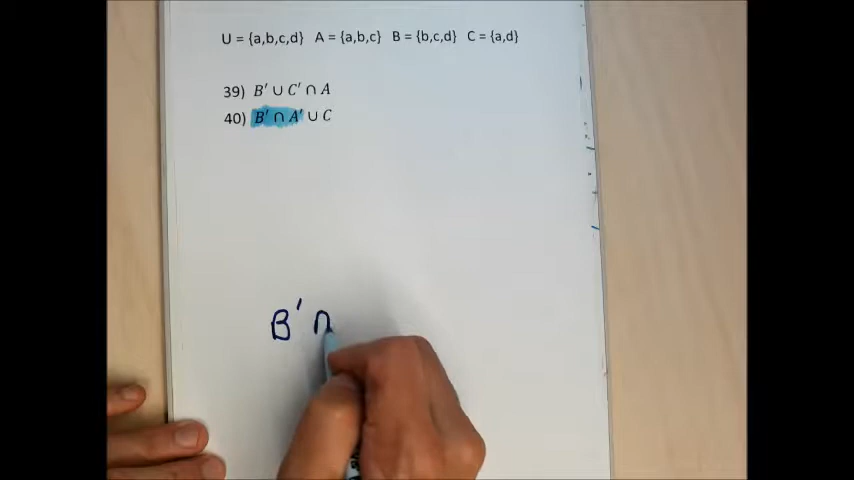 U = {a,b,c,d} A = {a,b,c} B = {b,c,d} C = {a,d}
39) B′ ∪ C′ ∩ A
40) B′ ∩ A′ ∪ C
B′ ∩